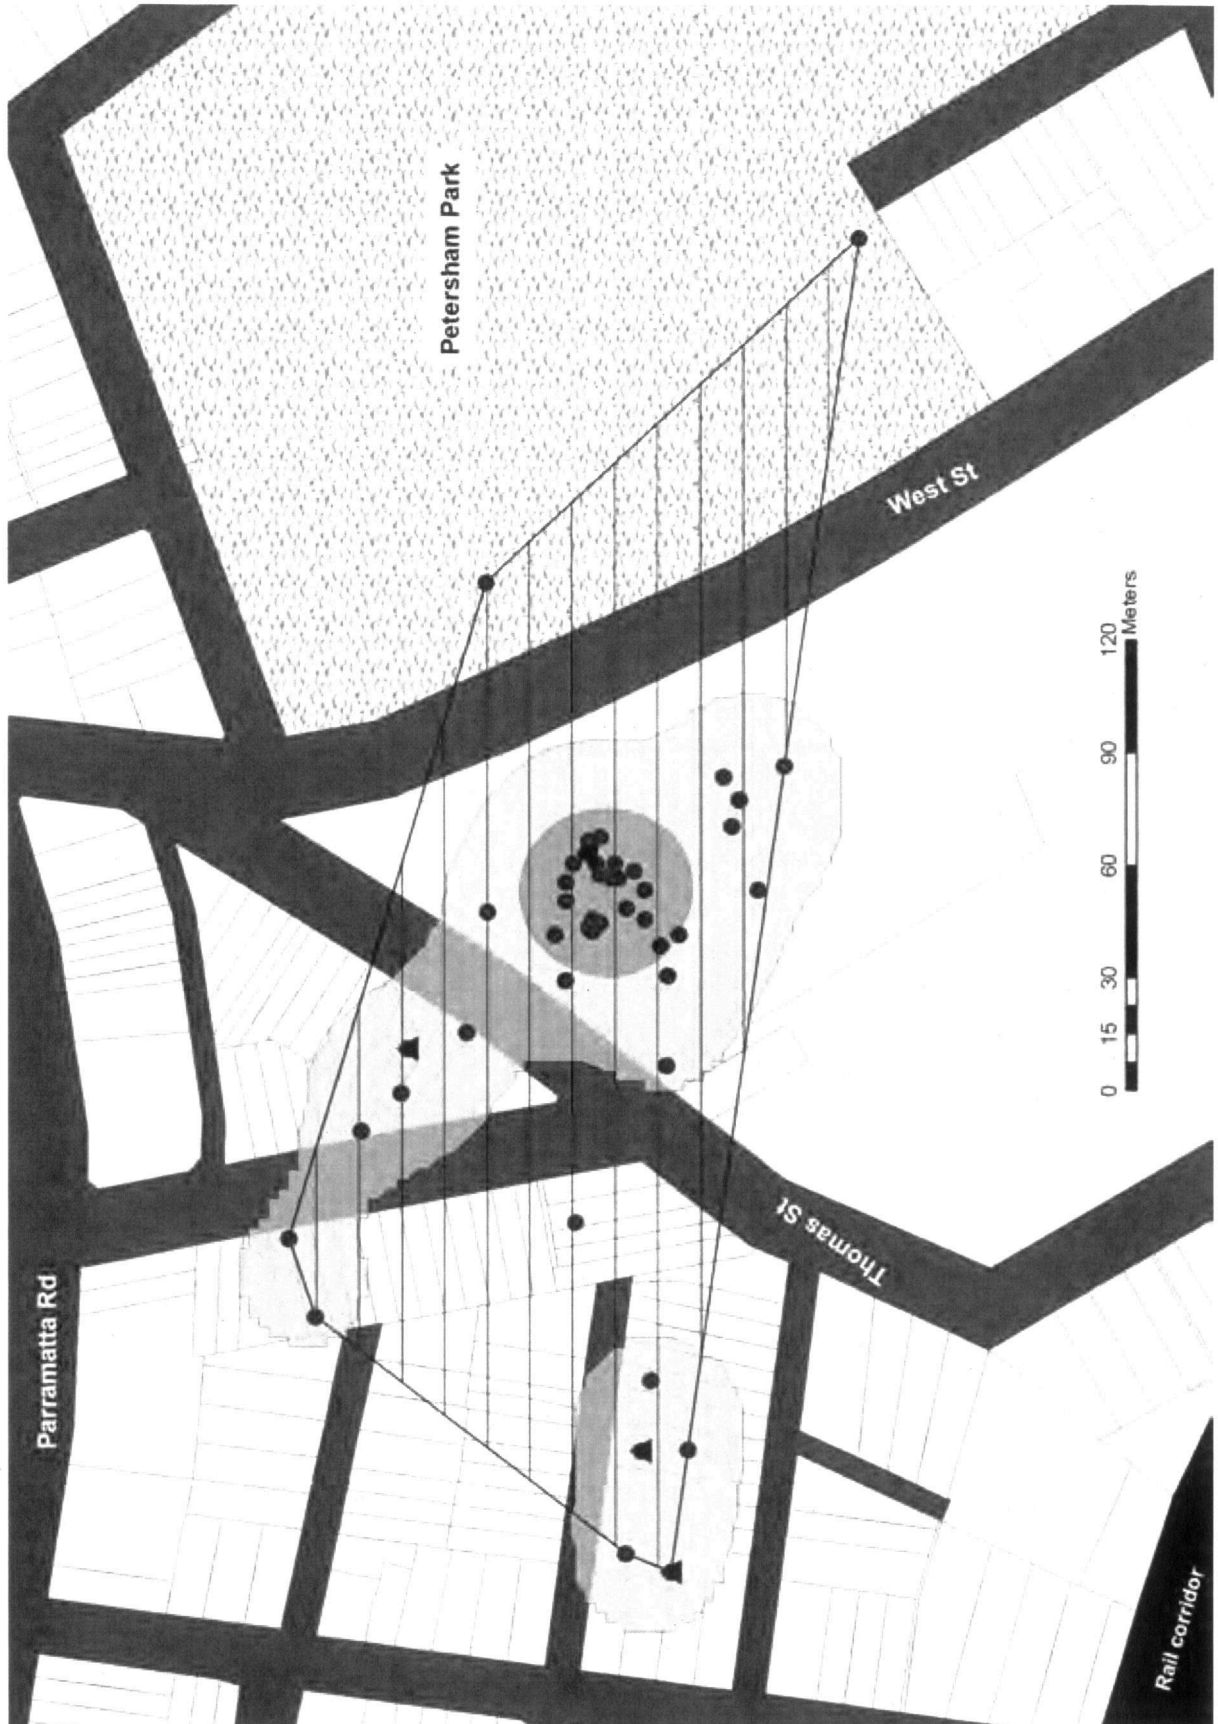 Petersham Park
West St
Parramatta Rd
Thomas St
0 15 30 60 90 120
Meters
Rail corridor